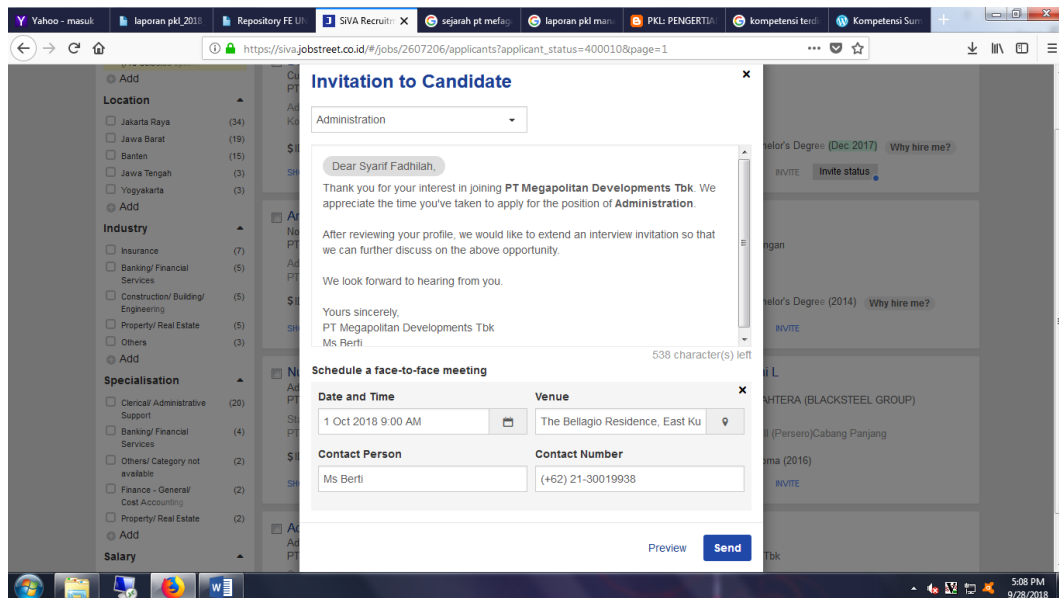 Yahoo - masuk
laporan pkl_2018
Repository FE UN
SiVA Recruitm
sejarah pt mefag
laporan pkl mana
PKL: PENGERTIA
kompetensi terdi
Kompetensi Sum
https://siva.jobstreet.co.id/#/jobs/2607206/applicants?applicant_status=400010&page=1
Add
Location
Jakarta Raya (34)
Jawa Barat (19)
Banten (15)
Jawa Tengah (3)
Yogyakarta (3)
Add
Industry
Insurance (7)
Banking/ Financial (5)
Services
Construction/ Building/ (5)
Engineering
Property/ Real Estate (5)
Others (3)
Add
Specialisation
Clerical/ Administrative (20)
Support
Banking/ Financial (4)
Services
Others/ Category not (2)
available
Finance - General/ (2)
Cost Accounting
Property/ Real Estate (2)
Add
Salary
Invitation to Candidate
Administration
Dear Syarif Fadhilah,
Thank you for your interest in joining PT Megapolitan Developments Tbk. We
appreciate the time you've taken to apply for the position of Administration.
After reviewing your profile, we would like to extend an interview invitation so that
we can further discuss on the above opportunity.
We look forward to hearing from you.
Yours sincerely,
PT Megapolitan Developments Tbk
Ms Berti
538 character(s) left
Schedule a face-to-face meeting
Date and Time
Venue
1 Oct 2018 9:00 AM
The Bellagio Residence, East Ku
Contact Person
Contact Number
Ms Berti
(+62) 21-30019938
Preview
Send
helor's Degree (Dec 2017) Why hire me?
INVITE Invite status
ngan
helor's Degree (2014) Why hire me?
INVITE
ni L
AHTERA (BLACKSTEEL GROUP)
II (Persero)Cabang Panjang
oma (2016)
INVITE
Tbk
5:08 PM
9/28/2018